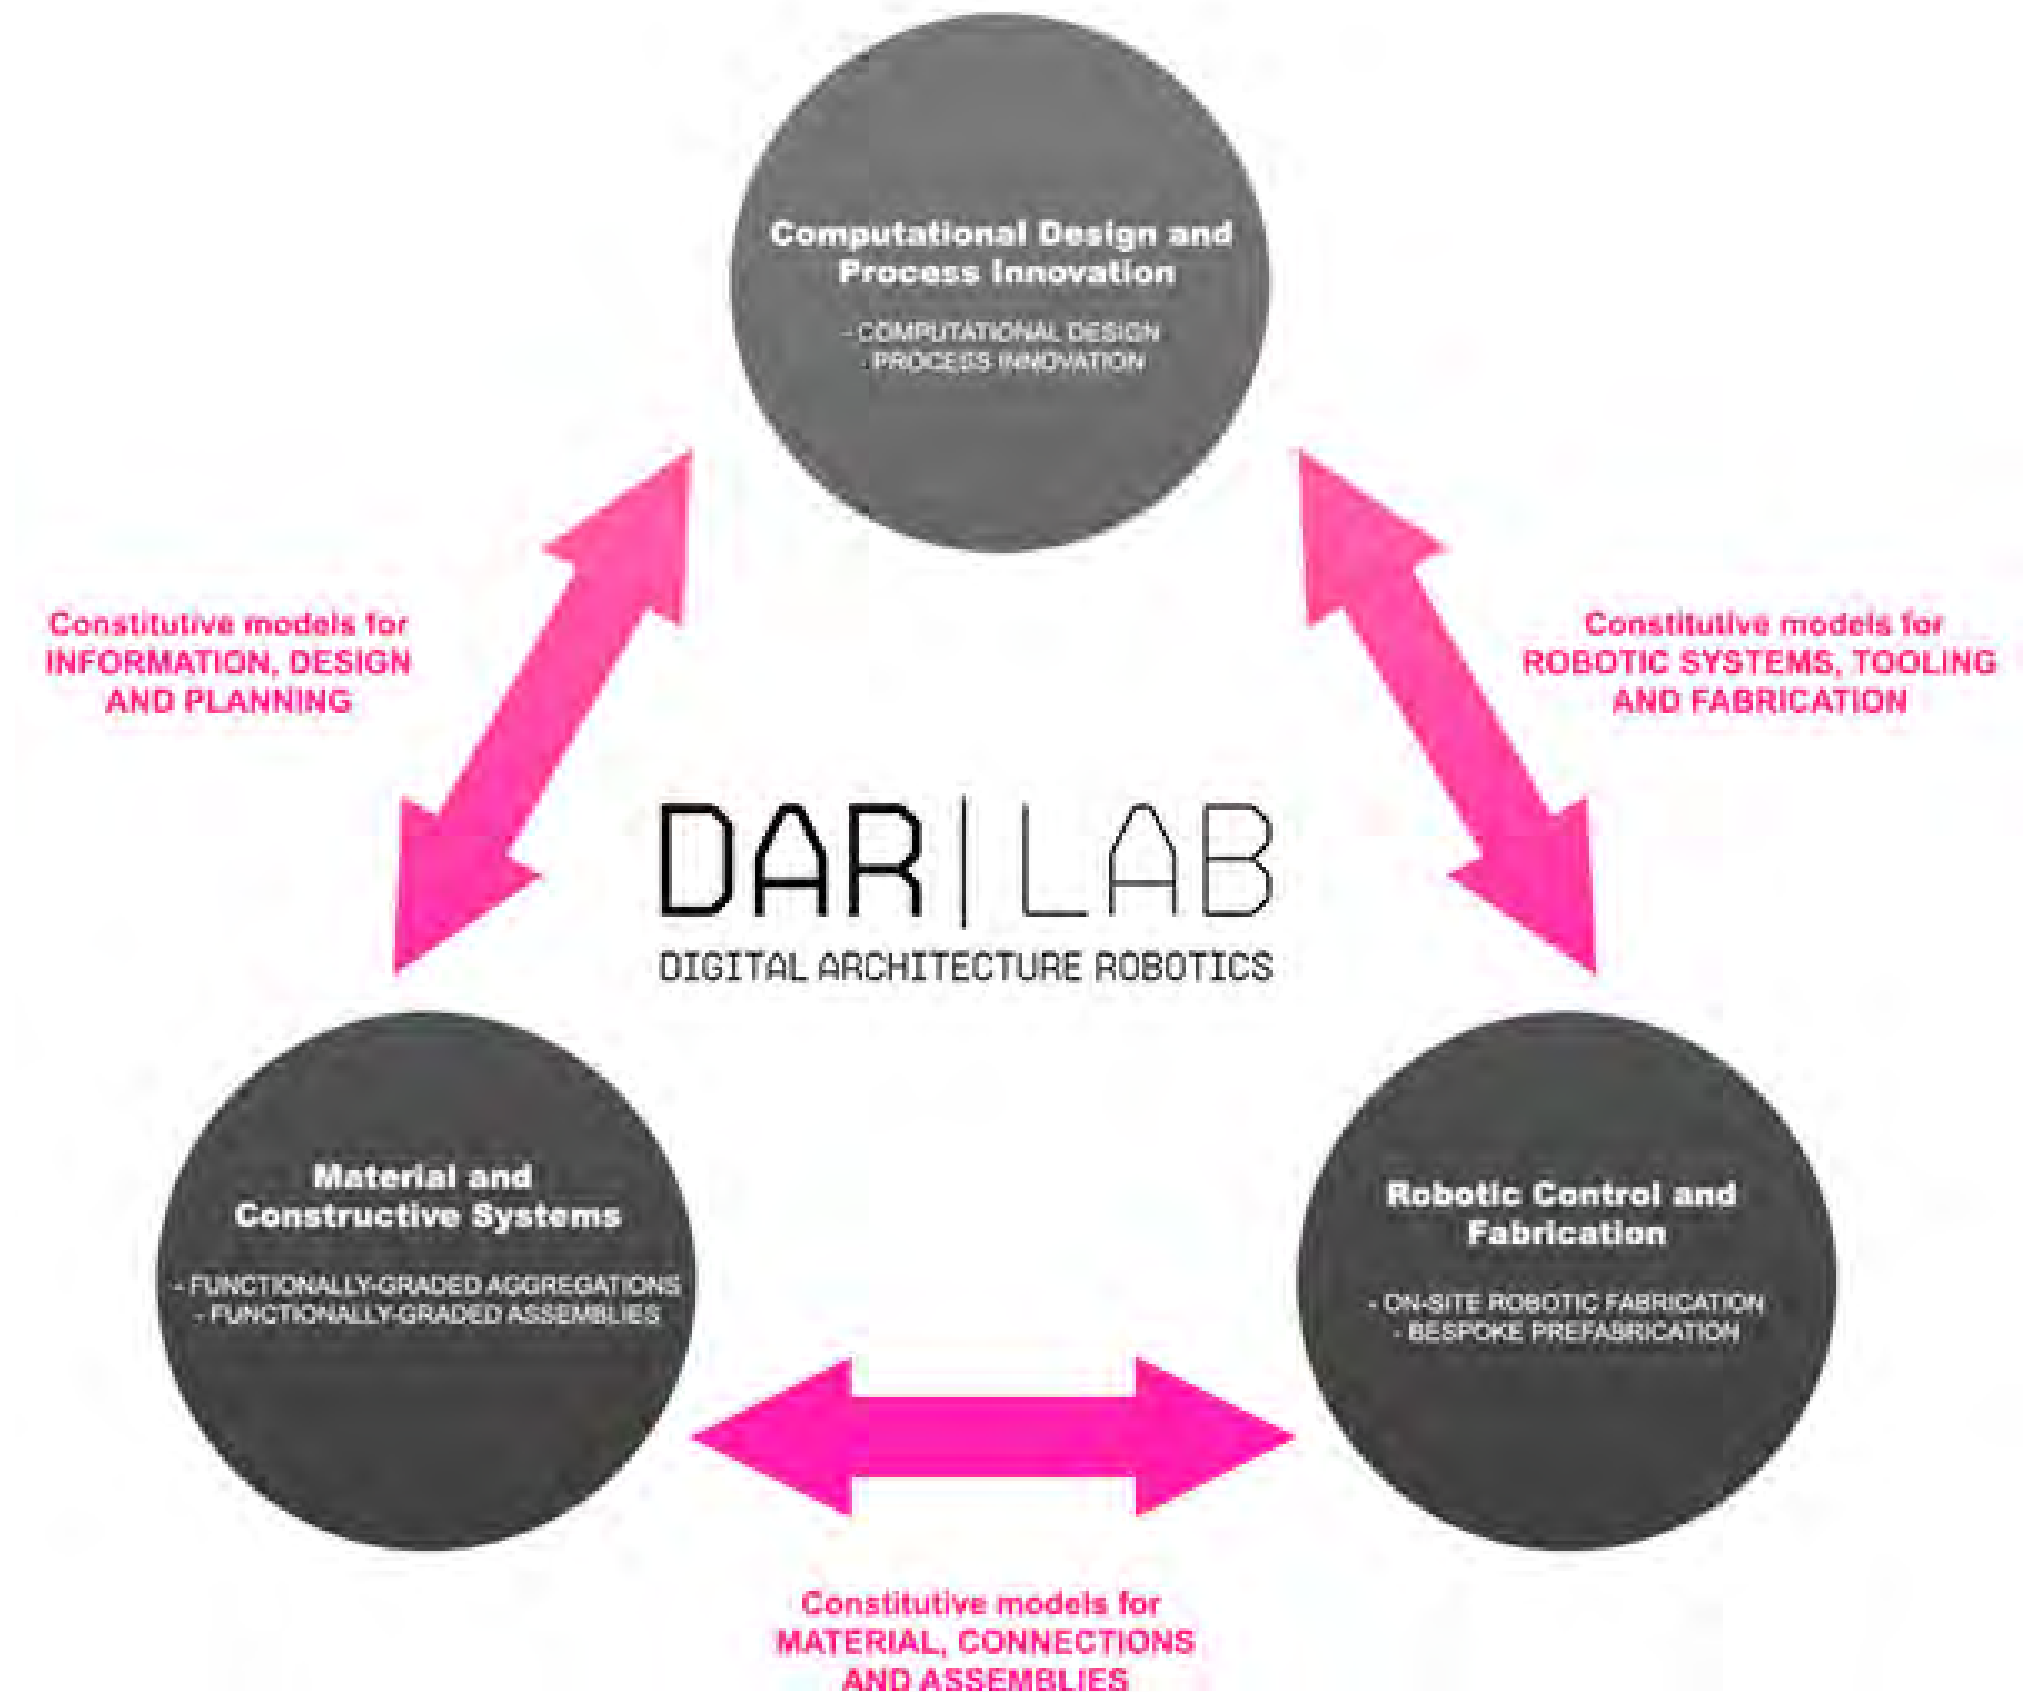 Computational Design and
Process Innovation
- COMPUTATIONAL DESIGN
- PROCESS INNOVATION
Constitutive models for
INFORMATION, DESIGN
AND PLANNING
Constitutive models for
ROBOTIC SYSTEMS, TOOLING
AND FABRICATION
DAR|LAB
DIGITAL ARCHITECTURE ROBOTICS
Material and
Constructive Systems
- FUNCTIONALLY-GRADED AGGREGATIONS
- FUNCTIONALLY-GRADED ASSEMBLIES
Robotic Control and
Fabrication
- ON-SITE ROBOTIC FABRICATION
- BESPOKE PREFABRICATION
Constitutive models for
MATERIAL, CONNECTIONS
AND ASSEMBLIES